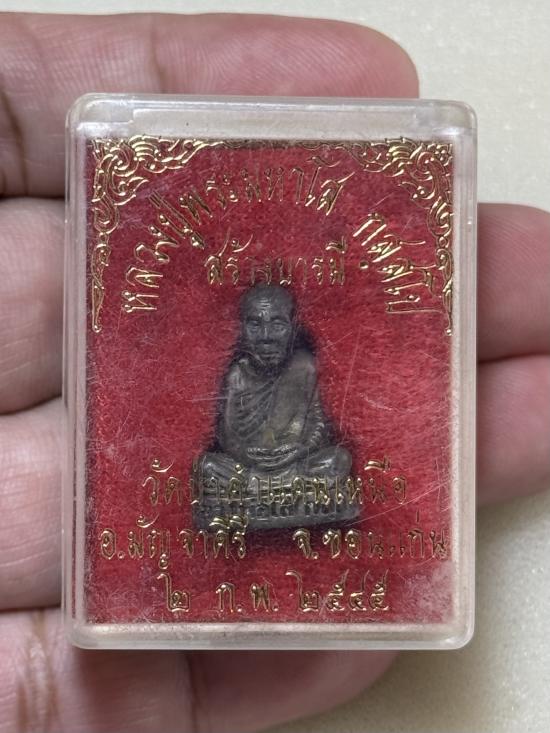 หลวงปู่พระมหาโส กสฺสโป
สร้างบารมี
วัดป่าคำแคนเหนือ
อ.มัญจาคีรี จ.ขอนแก่น
๒ ก.พ. ๒๕๔๕